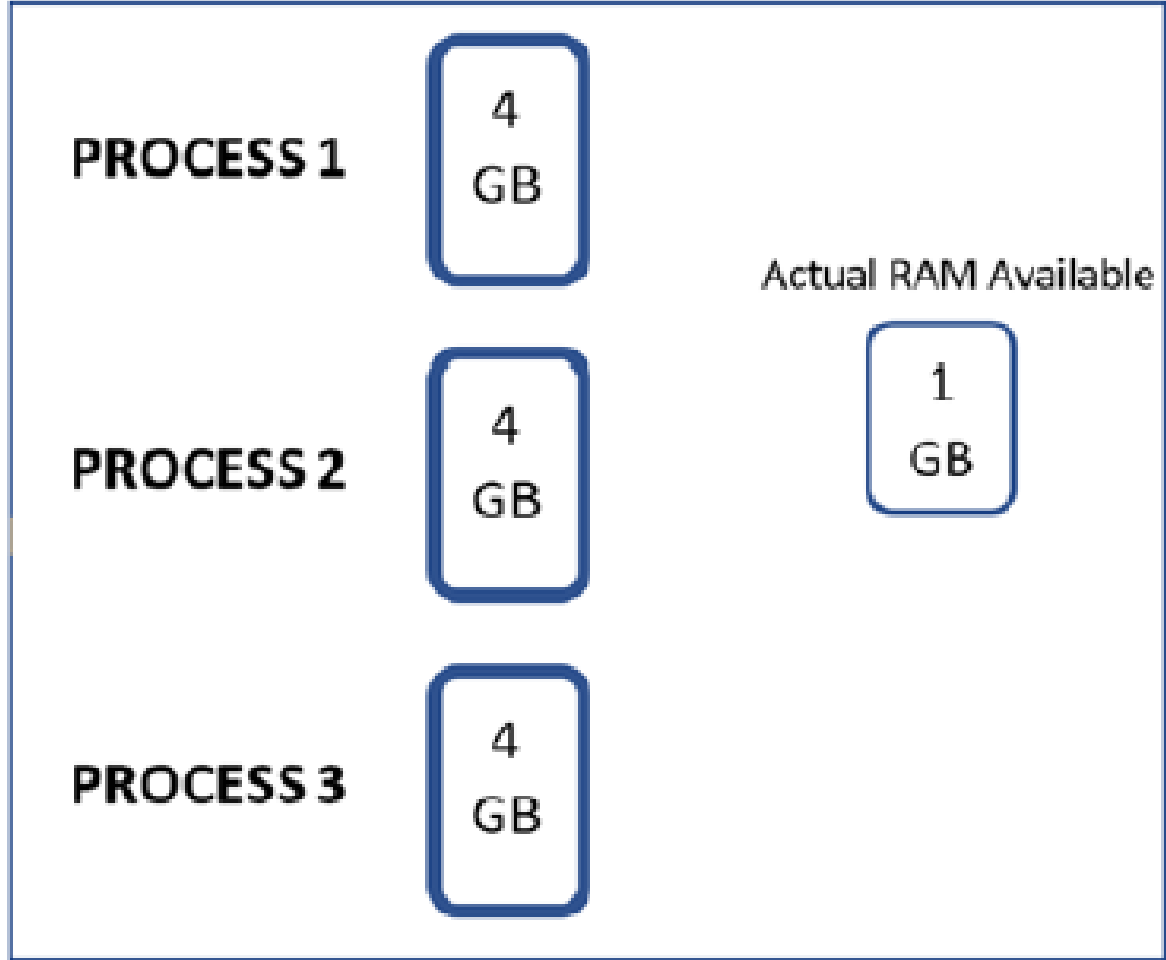 PROCESS 1
4
GB
Actual RAM Available
1
GB
PROCESS 2
4
GB
PROCESS 3
4
GB